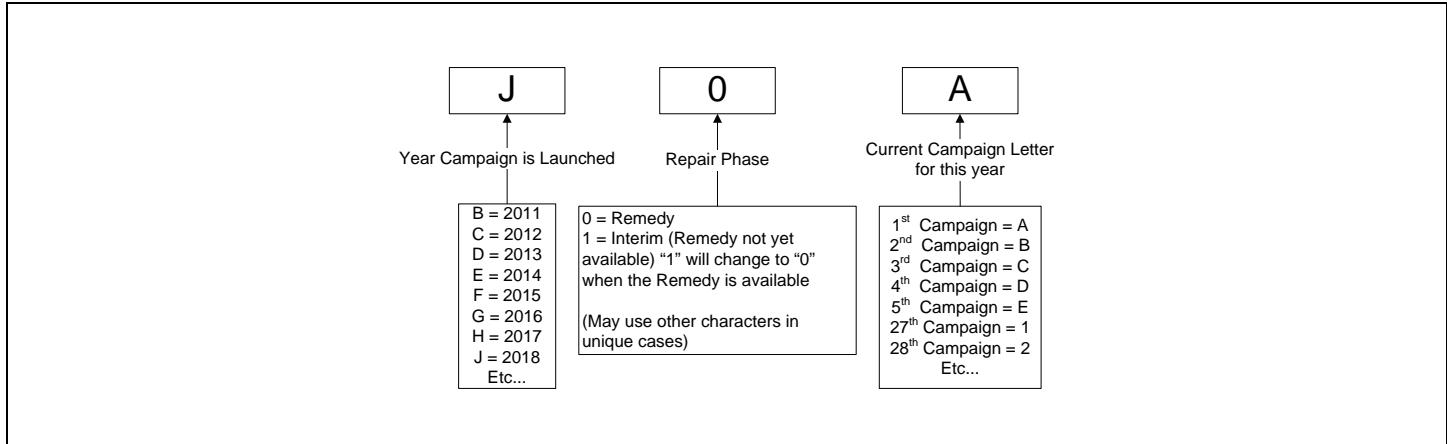 J
0
A
Year Campaign is Launched
Repair Phase
Current Campaign Letter
for this year
B = 2011
C = 2012
D = 2013
E = 2014
F = 2015
G = 2016
H = 2017
J = 2018
Etc...
0 = Remedy
1 = Interim (Remedy not yet
available) “1” will change to “0”
when the Remedy is available
(May use other characters in
unique cases)
1st Campaign = A
2nd Campaign = B
3rd Campaign = C
4th Campaign = D
5th Campaign = E
27th Campaign = 1
28th Campaign = 2
Etc...